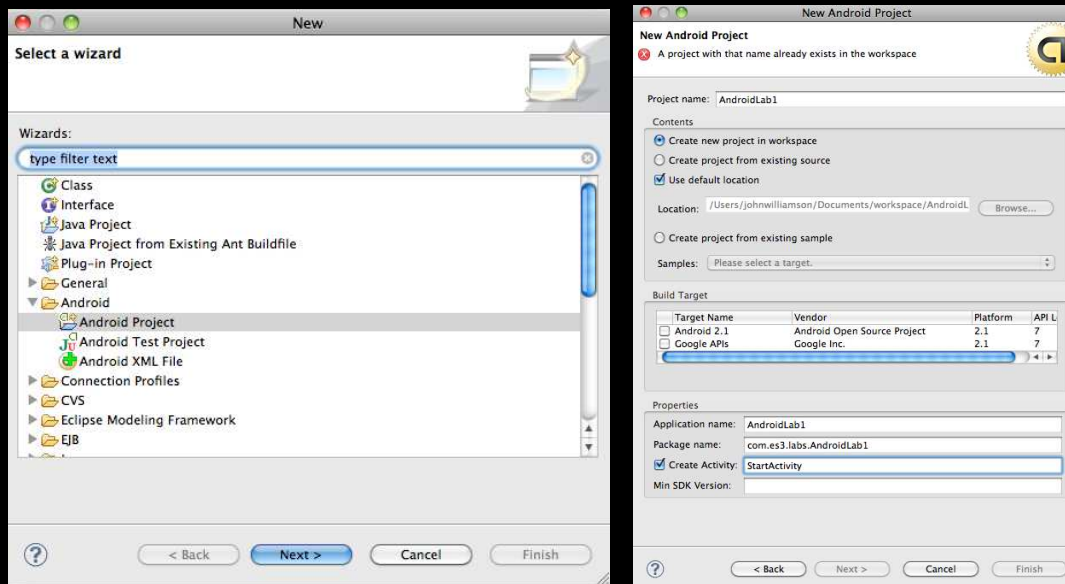 New
Select a wizard
Wizards:
type filter text
Class
Interface
Java Project
Java Project from Existing Ant Buildfile
Plug-in Project
General
Android
Android Project
Android Test Project
Android XML File
Connection Profiles
CVS
Eclipse Modeling Framework
EJB
?
< Back
Next >
Cancel
Finish
New Android Project
New Android Project
A project with that name already exists in the workspace
Project name: AndroidLab1
Contents
Create new project in workspace
Create project from existing source
Use default location
Location: /Users/johnwilliamson/Documents/workspace/AndroidL
Browse...
Create project from existing sample
Samples: Please select a target.
Build Target
Target Name Vendor Platform API L
Android 2.1 Android Open Source Project 2.1 7
Google APIs Google Inc. 2.1 7
Properties
Application name: AndroidLab1
Package name: com.es3.labs.AndroidLab1
Create Activity: StartActivity
Min SDK Version:
?
< Back
Next >
Cancel
Finish